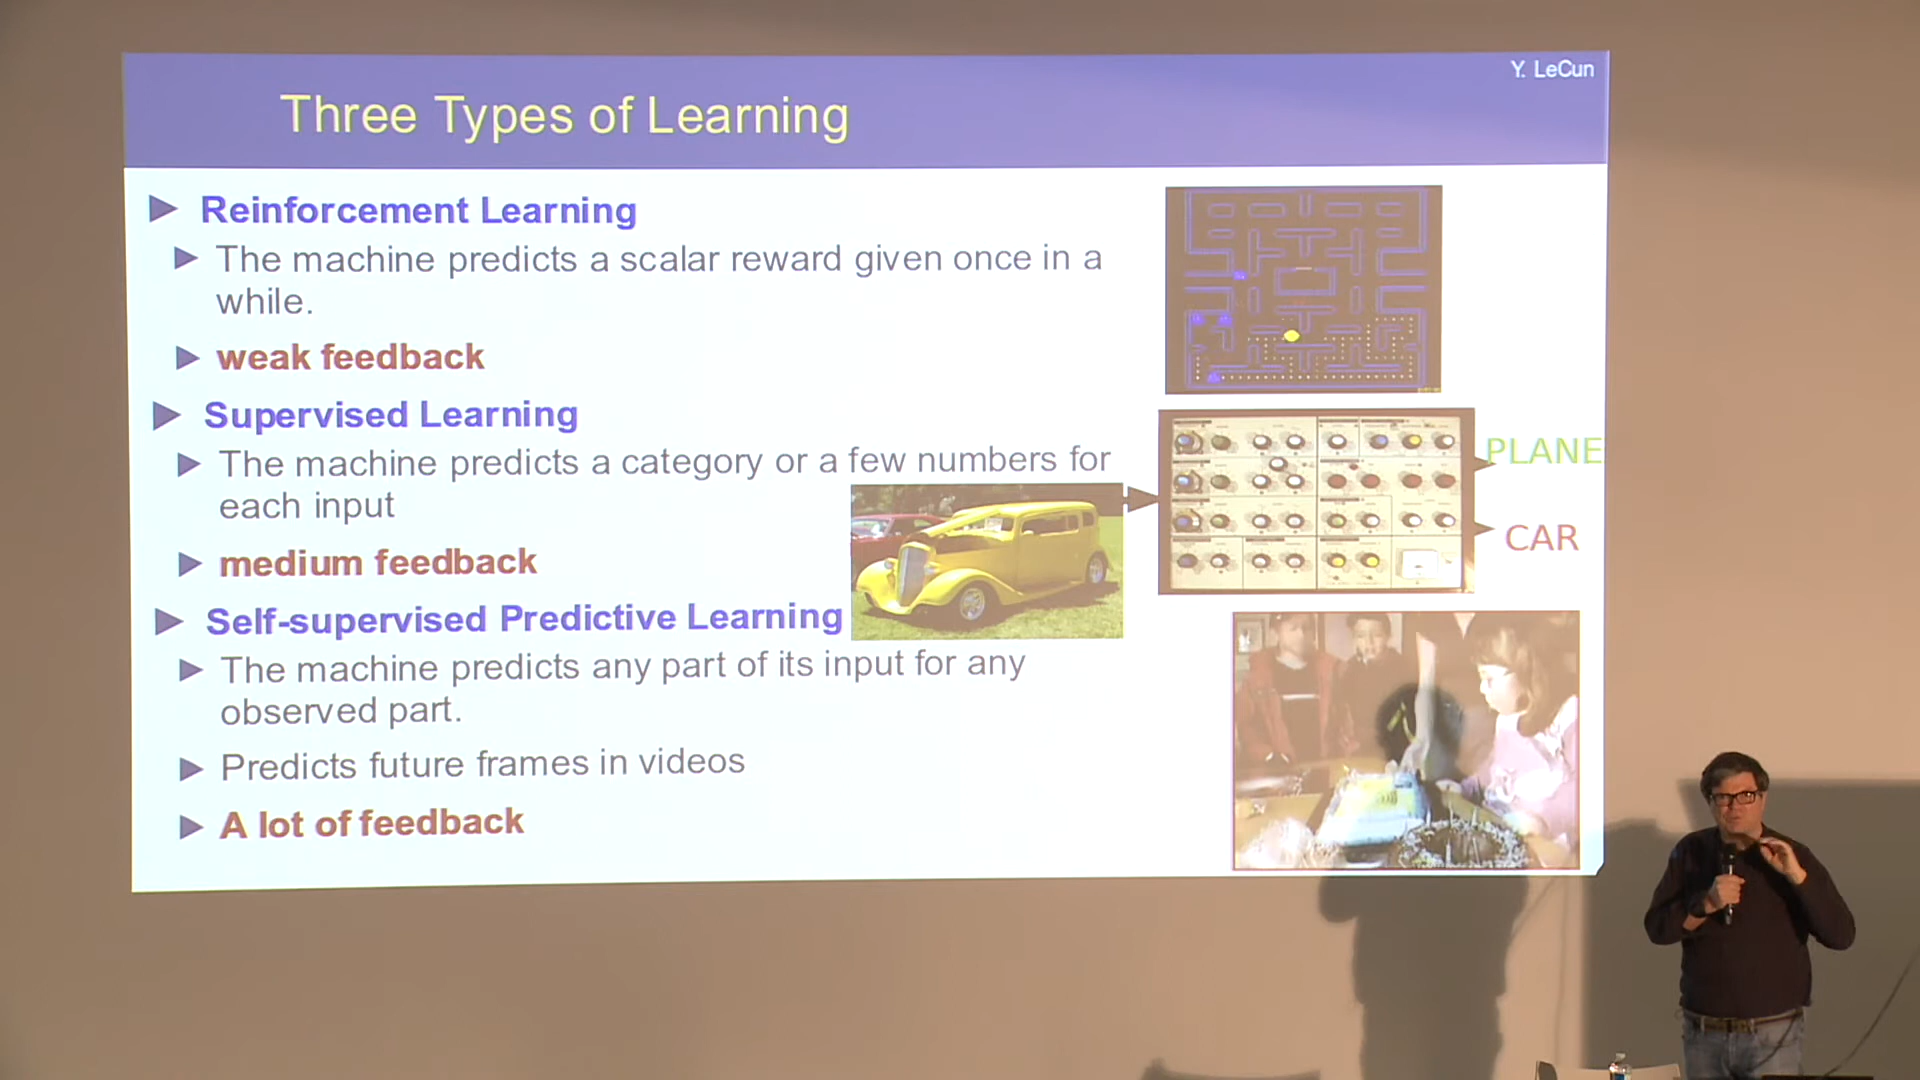 Y. LeCun
Three Types of Learning
Reinforcement Learning
The machine predicts a scalar reward given once in a
while.
weak feedback
Supervised Learning
The machine predicts a category or a few numbers for
each input
medium feedback
PLANE
CAR
Self-supervised Predictive Learning
The machine predicts any part of its input for any
observed part.
Predicts future frames in videos
A lot of feedback